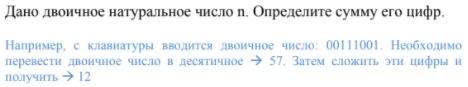 Дано двоичное натуральное число n. Определите сумму его цифр.
Например, с клавиатуры вводится двоичное число: 00111001. Необходимо
перевести двоичное число в десятичное → 57. Затем сложить эти цифры и
получить → 12